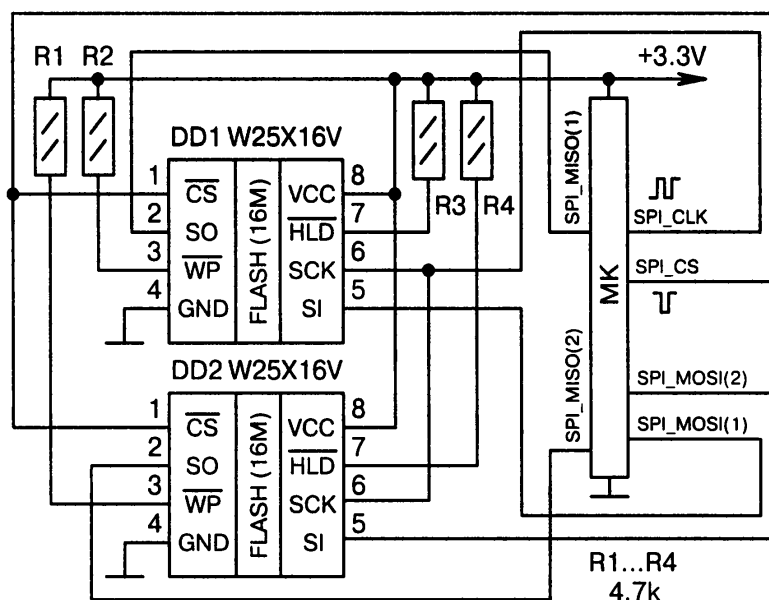 R1 R2
+3.3V
DD1 W25X16V
1 CS VCC 8
2 SO HLD 7
3 WP SCK 6
4 GND SI 5
FLASH (16M)
R3 R4
SPI_MISO(1)
SPI_CLK
SPI_CS
MK
SPI_MISO(2)
SPI_MOSI(2)
SPI_MOSI(1)
DD2 W25X16V
1 CS VCC 8
2 SO HLD 7
3 WP SCK 6
4 GND SI 5
FLASH (16M)
R1...R4
4.7k